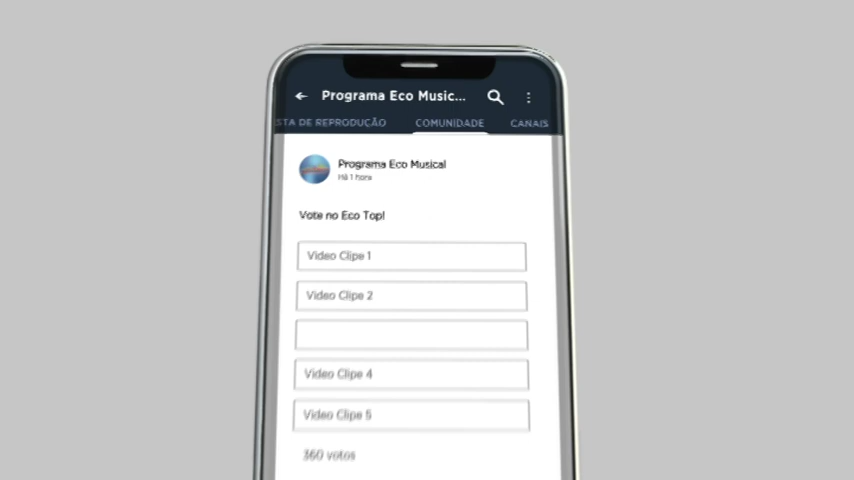 Programa Eco Music...
STA DE REPRODUÇÃO COMUNIDADE CANAIS
Programa Eco Musical
Há 1 hora
Vote no Eco Top!
Video Clipe 1
Video Clipe 2
Video Clipe 4
Video Clipe 5
360 votos